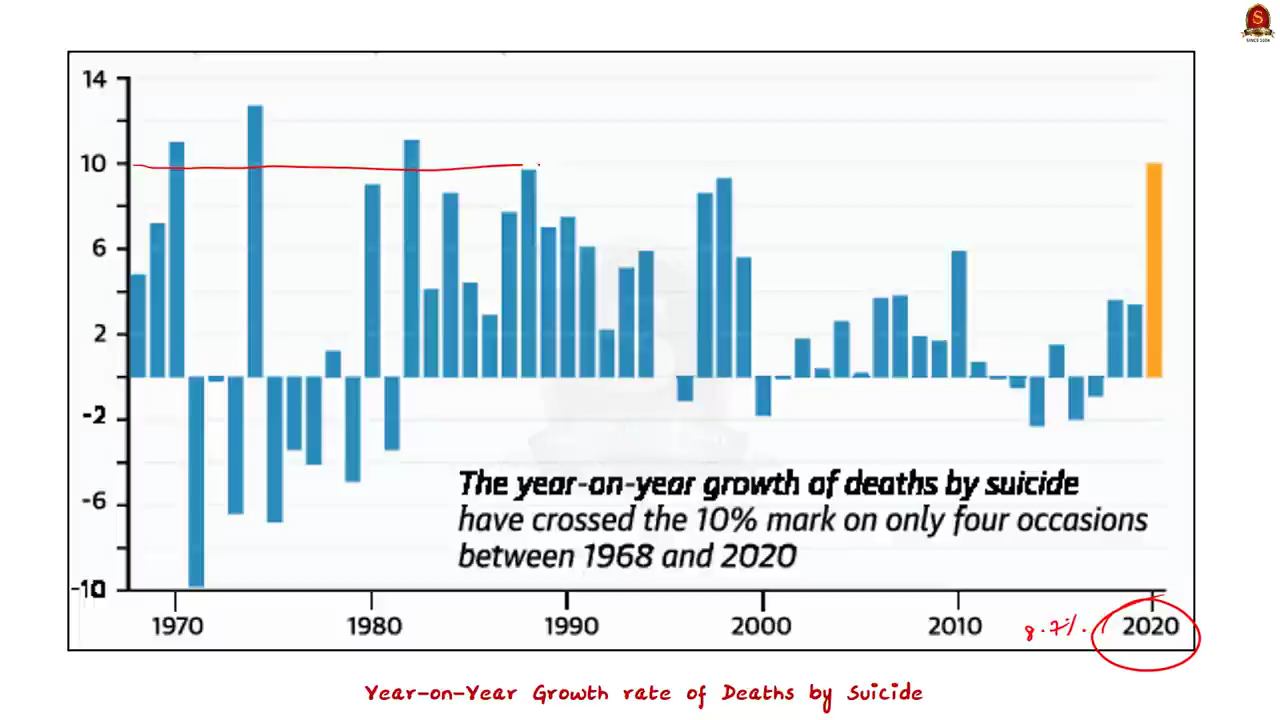 S
SINCE 2004
14
10
6
2
-2
-6
-10
The year-on-year growth of deaths by suicide
have crossed the 10% mark on only four occasions
between 1968 and 2020
1970 1980 1990 2000 2010 8.7%. 2020
Year-on-Year Growth rate of Deaths by Suicide